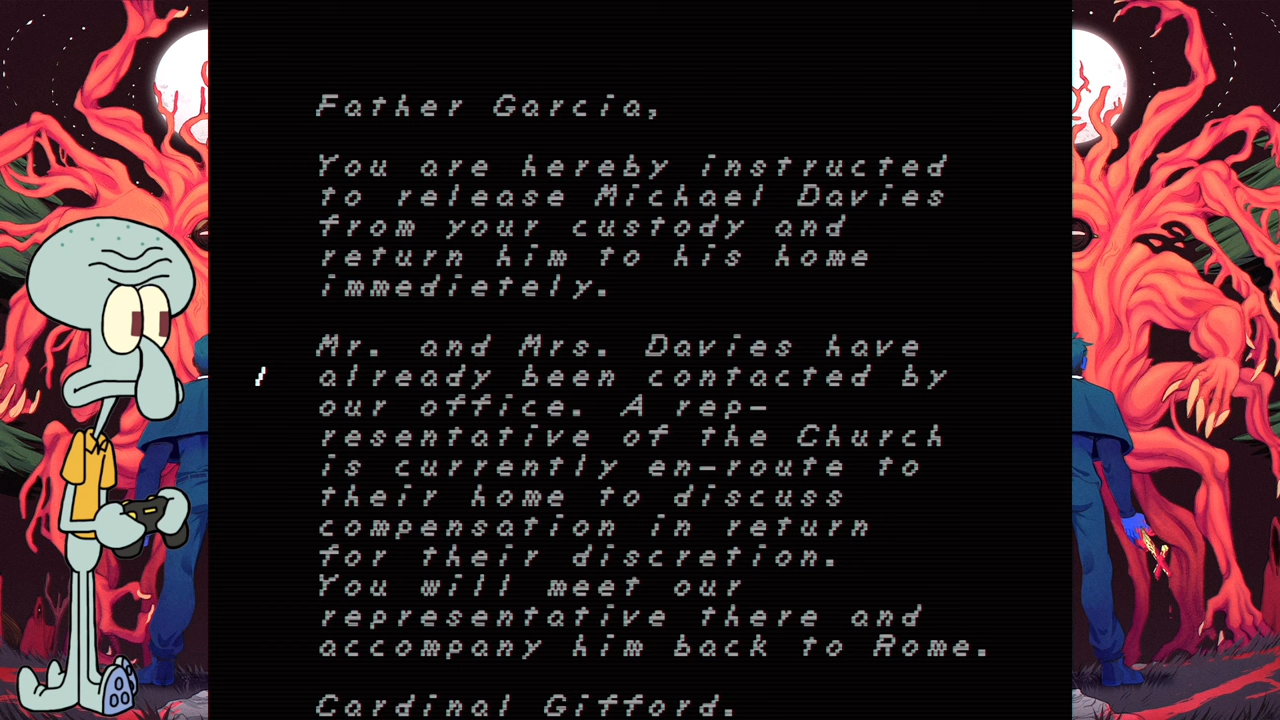 Father Garcia,
You are hereby instructed
to release Michael Davies
from your custody and
return him to his home
immedietely.
Mr. and Mrs. Davies have
already been contacted by
our office. A rep-
resentative of the Church
is currently en-route to
their home to discuss
compensation in return
for their discretion.
You will meet our
representative there and
accompany him back to Rome.
Cardinal Gifford.